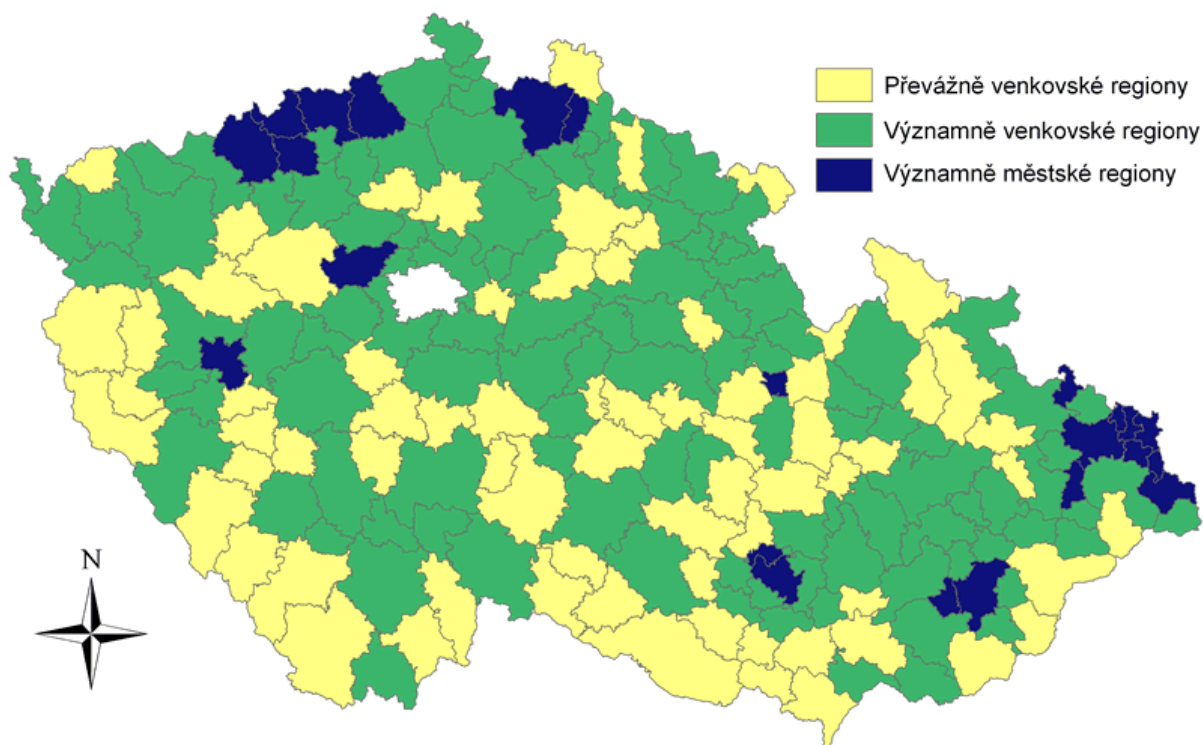 Převážně venkovské regiony
Významně venkovské regiony
Významně městské regiony
N